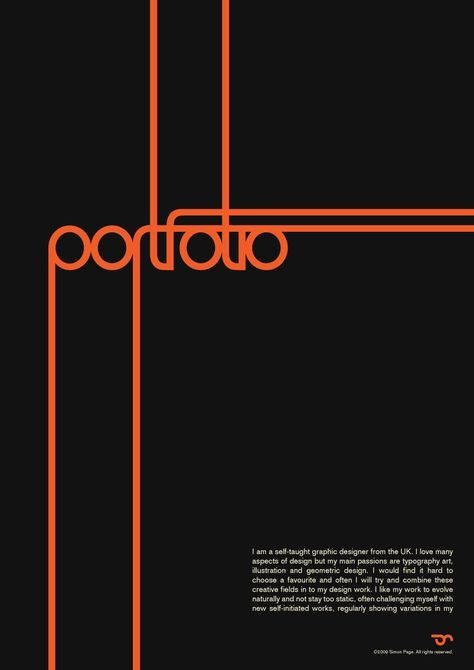 portfolio
I am a self-taught graphic designer from the UK. I love many
aspects of design but my main passions are typography art,
illustration and geometric design. I would find it hard to
choose a favourite and often I will try and combine these
creative fields in to my design work. I like my work to evolve
naturally and not stay too static, often challenging myself with
new self-initiated works, regularly showing variations in my
©2009 Simon Page. All rights reserved.